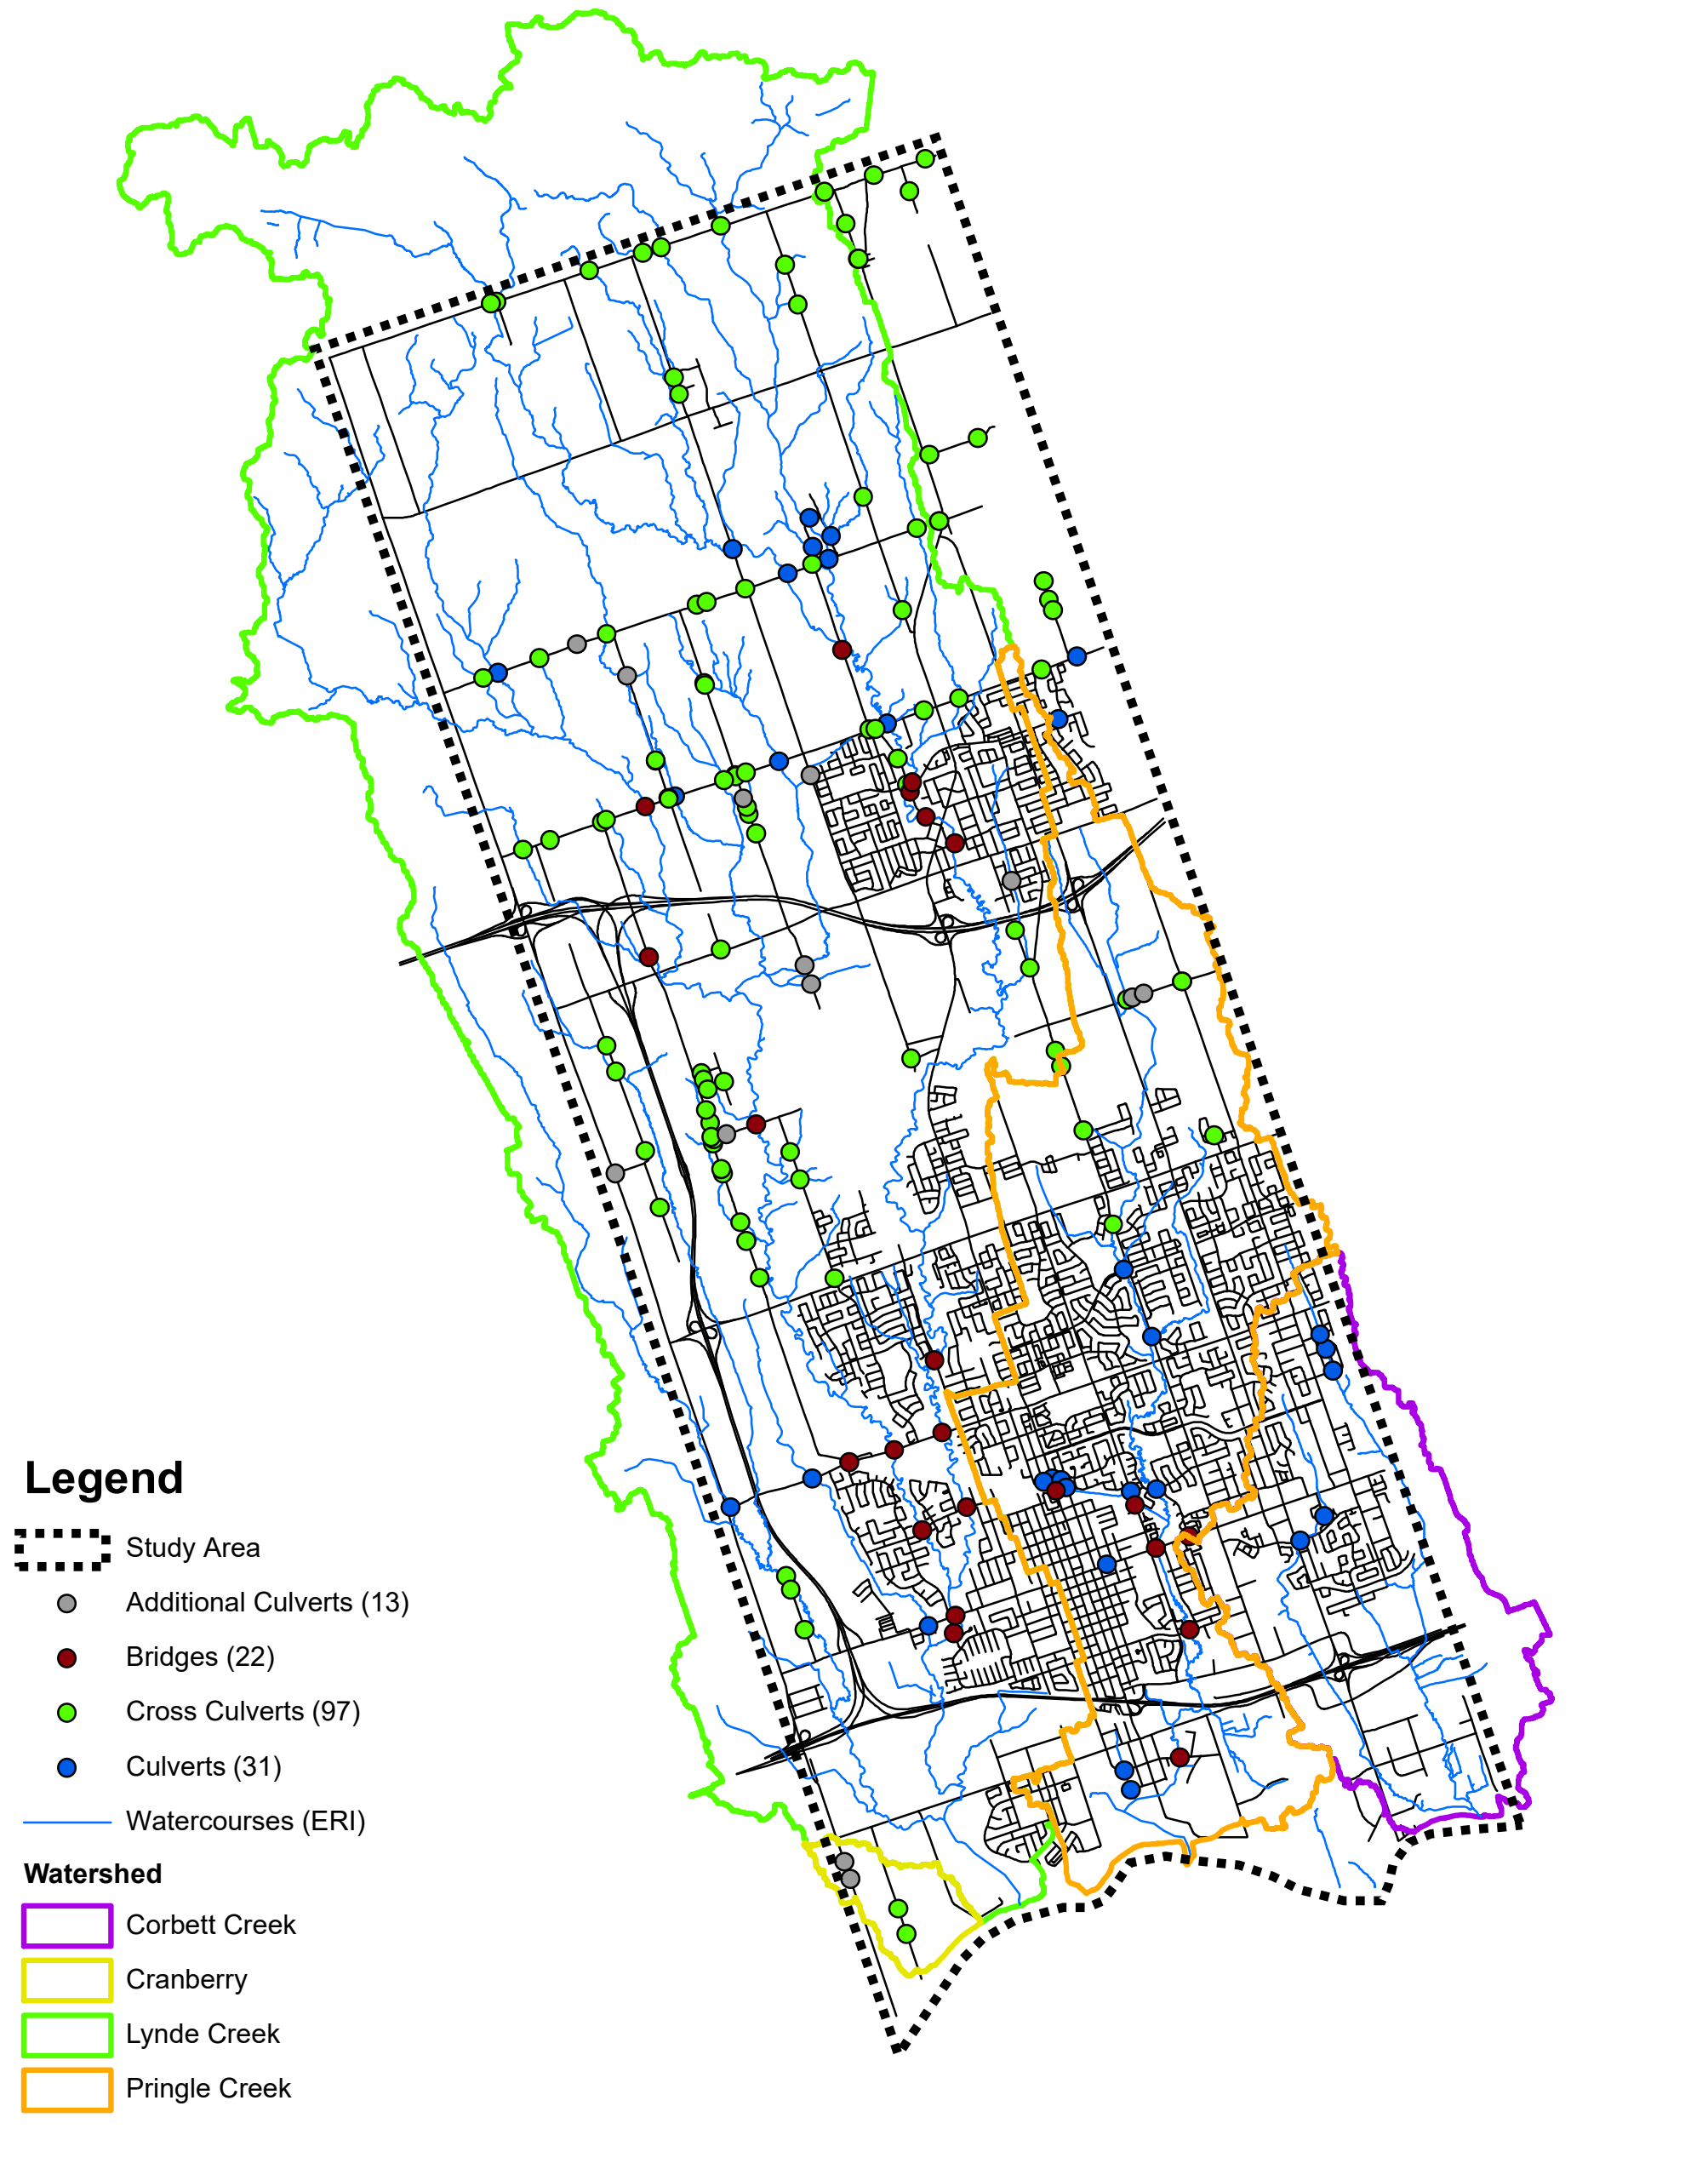 Legend
Study Area
Additional Culverts (13)
Bridges (22)
Cross Culverts (97)
Culverts (31)
Watercourses (ERI)
Watershed
Corbett Creek
Cranberry
Lynde Creek
Pringle Creek